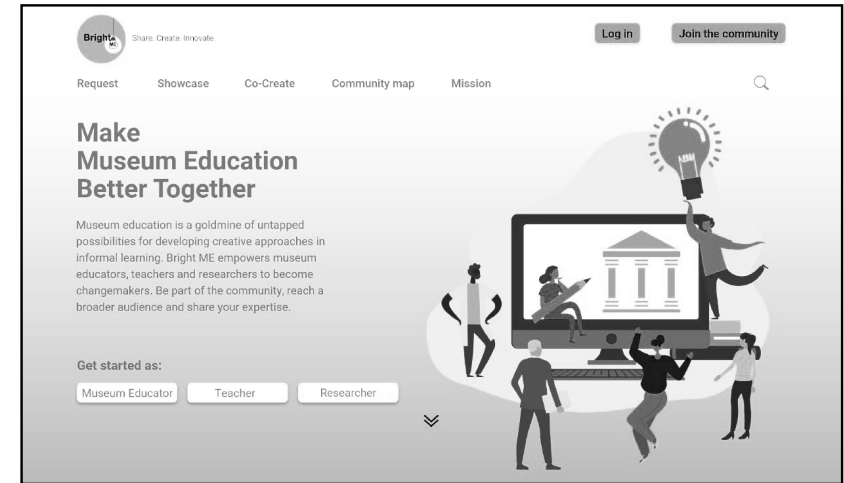 Bright
ME
Share. Create. Innovate.
Log in
Join the community
Request
Showcase
Co-Create
Community map
Mission
Make
Museum Education
Better Together
Museum education is a goldmine of untapped
possibilities for developing creative approaches in
informal learning. Bright ME empowers museum
educators, teachers and researchers to become
changemakers. Be part of the community, reach a
broader audience and share your expertise.
Get started as:
Museum Educator
Teacher
Researcher